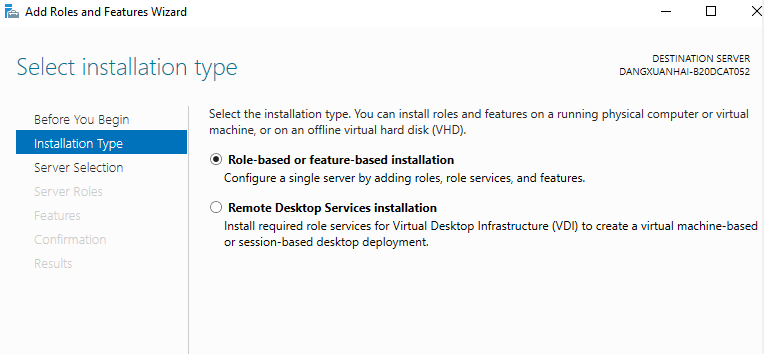 Add Roles and Features Wizard
Select installation type
DESTINATION SERVER
DANGXUANHAI-B20DCAT052
Before You Begin
Installation Type
Server Selection
Server Roles
Features
Confirmation
Results
Select the installation type. You can install roles and features on a running physical computer or virtual
machine, or on an offline virtual hard disk (VHD).
Role-based or feature-based installation
Configure a single server by adding roles, role services, and features.
Remote Desktop Services installation
Install required role services for Virtual Desktop Infrastructure (VDI) to create a virtual machine-based
or session-based desktop deployment.